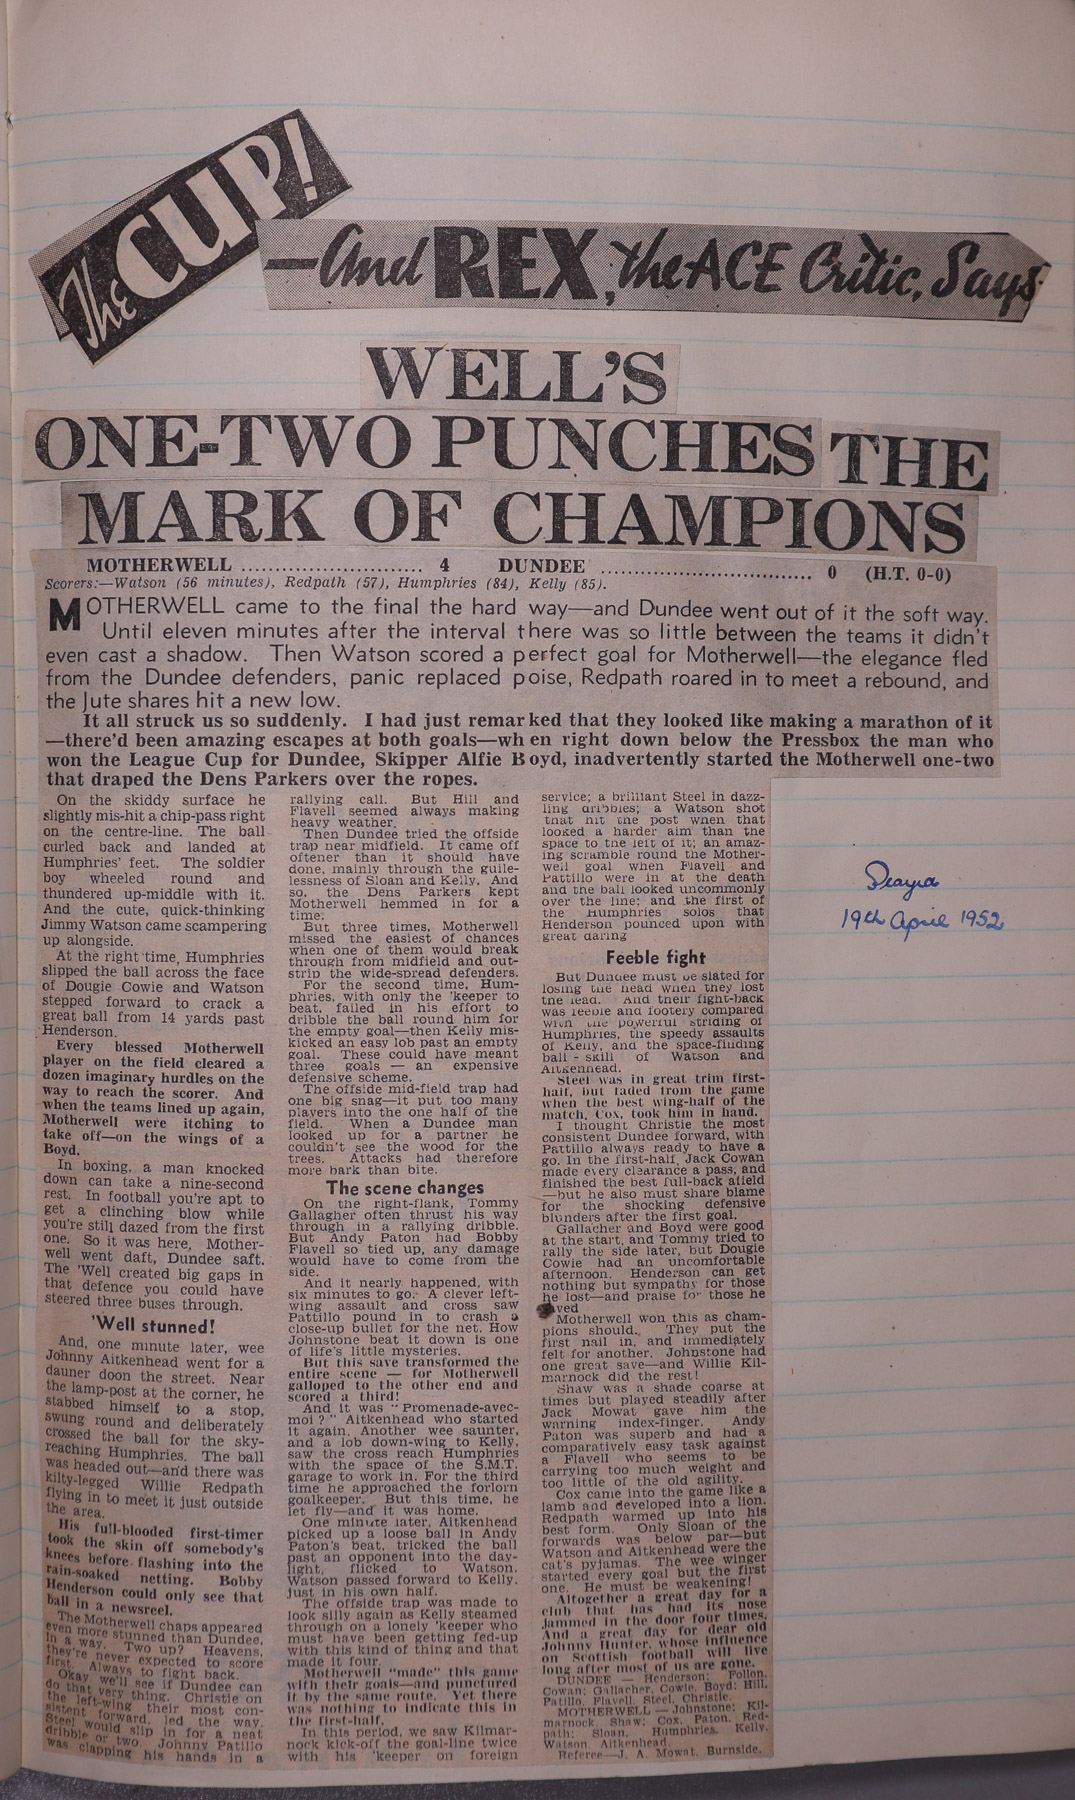 The CUP!
—And REX, the ACE Critic, Says
WELL'S
ONE-TWO PUNCHES THE
MARK OF CHAMPIONS
MOTHERWELL .......................... 4 DUNDEE ................................ 0 (H.T. 0-0)
Scorers:—Watson (56 minutes), Redpath (57), Humphries (84), Kelly (85).
MOTHERWELL came to the final the hard way—and Dundee went out of it the soft way.
Until eleven minutes after the interval there was so little between the teams it didn't
even cast a shadow. Then Watson scored a perfect goal for Motherwell—the elegance fled
from the Dundee defenders, panic replaced poise, Redpath roared in to meet a rebound, and
the Jute shares hit a new low.
It all struck us so suddenly. I had just remarked that they looked like making a marathon of it
—there'd been amazing escapes at both goals—when right down below the Pressbox the man who
won the League Cup for Dundee, Skipper Alfie Boyd, inadvertently started the Motherwell one-two
that draped the Dens Parkers over the ropes.
On the skiddy surface he
slightly mis-hit a chip-pass right
on the centre-line. The ball
curled back and landed at
Humphries' feet. The soldier
boy wheeled round and
thundered up-middle with it.
And the cute, quick-thinking
Jimmy Watson came scampering
up alongside.
At the right time, Humphries
slipped the ball across the face
of Dougie Cowie and Watson
stepped forward to crack a
great ball from 14 yards past
Henderson.
Every blessed Motherwell
player on the field cleared a
dozen imaginary hurdles on the
way to reach the scorer. And
when the teams lined up again,
Motherwell were itching to
take off—on the wings of a
Boyd.
In boxing, a man knocked
down can take a nine-second
rest. In football you're apt to
get a clinching blow while
you're still dazed from the first
one. So it was here, Mother-
well went daft, Dundee saft.
The 'Well created big gaps in
that defence you could have
steered three buses through.
'Well stunned!
And, one minute later, wee
Johnny Aitkenhead went for a
dauner doon the street. Near
the lamp-post at the corner, he
stabbed himself to a stop,
swung round and deliberately
crossed the ball for the sky-
reaching Humphries. The ball
was headed out—and there was
kilty-legged Willie Redpath
flying in to meet it just outside
the area.
His full-blooded first-timer
took the skin off somebody's
knees before flashing into the
rain-soaked netting. Bobby
Henderson could only see that
ball in a newsreel.
The Motherwell chaps appeared
even more stunned than Dundee,
in a way. Two up? Heavens,
they're never expected to score
first. Always to fight back.
Okay we'll see if Dundee can
do that very thing. Christie on
the left-wing their most con-
sistent forward, led the way.
Steel would slip in for a neat
dribble or two. Johnny Patillo
was clapping his hands in a
rallying call. But Hill and
Flavell seemed always making
heavy weather.
Then Dundee tried the offside
trap near midfield. It came off
oftener than it should have
done, mainly through the guile-
lessness of Sloan and Kelly. And
so, the Dens Parkers kept
Motherwell hemmed in for a
time.
But three times, Motherwell
missed the easiest of chances
when one of them would break
through from midfield and out-
strip the wide-spread defenders.
For the second time, Hum-
phries, with only the 'keeper to
beat, failed in his effort to
dribble the ball round him for
the empty goal—then Kelly mis-
kicked an easy lob past an empty
goal. These could have meant
three goals — an expensive
defensive scheme.
The offside mid-field trap had
one big snag—it put too many
players into the one half of the
field. When a Dundee man
looked up for a partner he
couldn't see the wood for the
trees. Attacks had therefore
more bark than bite.
The scene changes
On the right-flank, Tommy
Gallagher often thrust his way
through in a rallying dribble.
But Andy Paton had Bobby
Flavell so tied up, any damage
would have to come from the
side.
And it nearly happened, with
six minutes to go. A clever left-
wing assault and cross saw
Pattillo pound in to crash a
close-up bullet for the net. How
Johnstone beat it down is one
of life's little mysteries.
But this save transformed the
entire scene — for Motherwell
galloped to the other end and
scored a third!
And it was "Promenade-avec-
moi?" Aitkenhead who started
it again. Another wee saunter,
and a lob down-wing to Kelly,
saw the cross reach Humphries
with the space of the S.M.T.
garage to work in. For the third
time he approached the forlorn
goalkeeper. But this time, he
let fly—and it was home.
One minute later, Aitkenhead
picked up a loose ball in Andy
Paton's beat, tricked the ball
past an opponent into the day-
light, flicked to Watson.
Watson passed forward to Kelly,
just in his own half.
The offside trap was made to
look silly again as Kelly steamed
through on a lonely 'keeper who
must have been getting fed-up
with this kind of thing and that
made it four.
Motherwell "made" this game
with their goals—and punctured
it by the same route. Yet there
was nothing to indicate this in
the first-half.
In this period, we saw Kilmar-
nock kick-off the goal-line twice
with his 'keeper on foreign
service; a brilliant Steel in dazz-
ling dribbles; a Watson shot
that hit the post when that
looked a harder aim than the
space to the left of it; an amaz-
ing scramble round the Mother-
well goal when Flavell and
Pattillo were in at the death
and the ball looked uncommonly
over the line; and the first of
the Humphries solos that
Henderson pounced upon with
great daring
Feeble fight
But Dundee must be slated for
losing the head when they lost
the lead. And their fight-back
was feeble and footery compared
with the powerful striding of
Humphries, the speedy assaults
of Kelly, and the space-finding
ball - skill of Watson and
Aitkenhead.
Steel was in great trim first-
half, but faded from the game
when the best wing-half of the
match, Cox, took him in hand.
I thought Christie the most
consistent Dundee forward, with
Pattillo always ready to have a
go. In the first-half, Jack Cowan
made every clearance a pass, and
finished the best full-back afield
—but he also must share blame
for the shocking defensive
blunders after the first goal.
Gallacher and Boyd were good
at the start, and Tommy tried to
rally the side later, but Dougie
Cowie had an uncomfortable
afternoon. Henderson can get
nothing but sympathy for those
he lost—and praise for those he
aved
Motherwell won this as cham-
pions should. They put the
first nail in, and immediately
felt for another. Johnstone had
one great save—and Willie Kil-
marnock did the rest!
Shaw was a shade coarse at
times but played steadily after
Jack Mowat gave him the
warning index-finger. Andy
Paton was superb and had a
comparatively easy task against
a Flavell who seems to be
carrying too much weight and
too little of the old agility.
Cox came into the game like a
lamb and developed into a lion.
Redpath warmed up into his
best form. Only Sloan of the
forwards was below par—but
Watson and Aitkenhead were the
cat's pyjamas. The wee winger
started every goal but the first
one. He must be weakening!
Altogether a great day for a
club that has had its nose
jammed in the door four times.
And a great day for dear old
Johnny Hunter, whose influence
on Scottish football will live
long after most of us are gone.
DUNDEE — Henderson; Follon,
Cowan; Gallacher, Cowie, Boyd; Hill,
Patillo, Flavell, Steel, Christie.
MOTHERWELL — Johnstone; Kil-
marnock, Shaw; Cox, Paton, Red-
path; Sloan, Humphries, Kelly,
Watson, Aitkenhead.
Referee—J. A. Mowat, Burnside.
19th April 1952